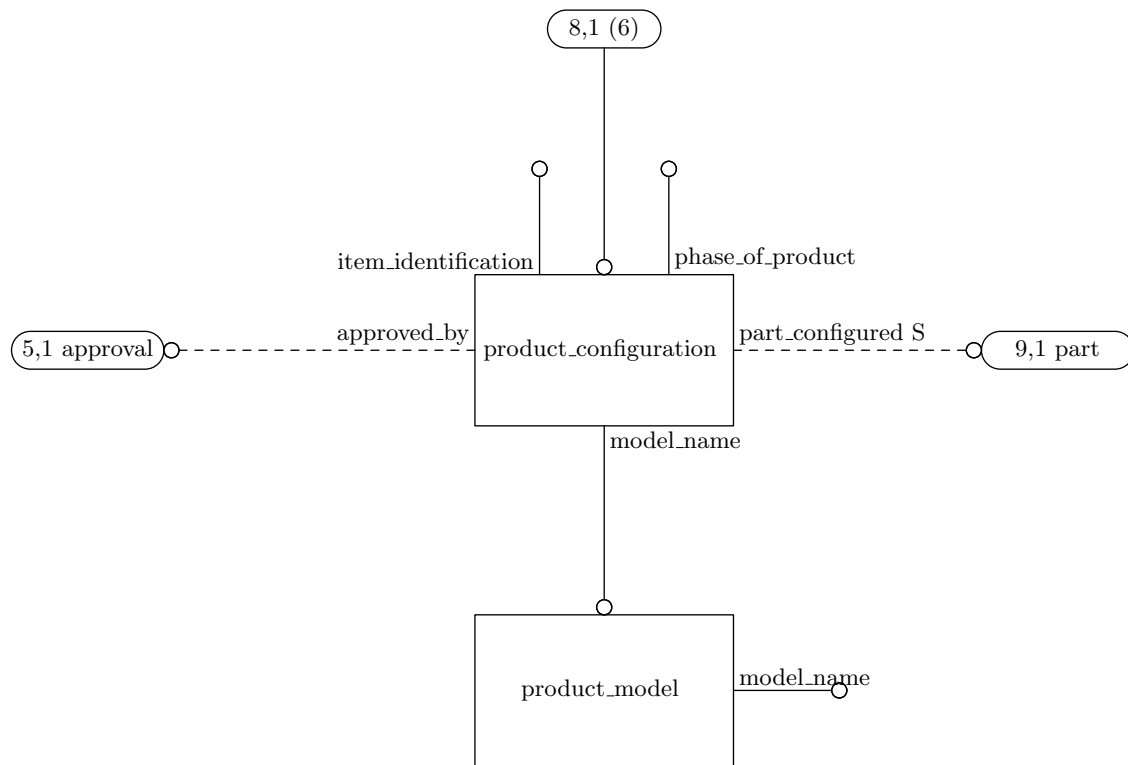 8,1 (6)
item_identification
phase_of_product
approved_by
part_configured S
5,1 approval
product_configuration
9,1 part
model_name
model_name
product_model